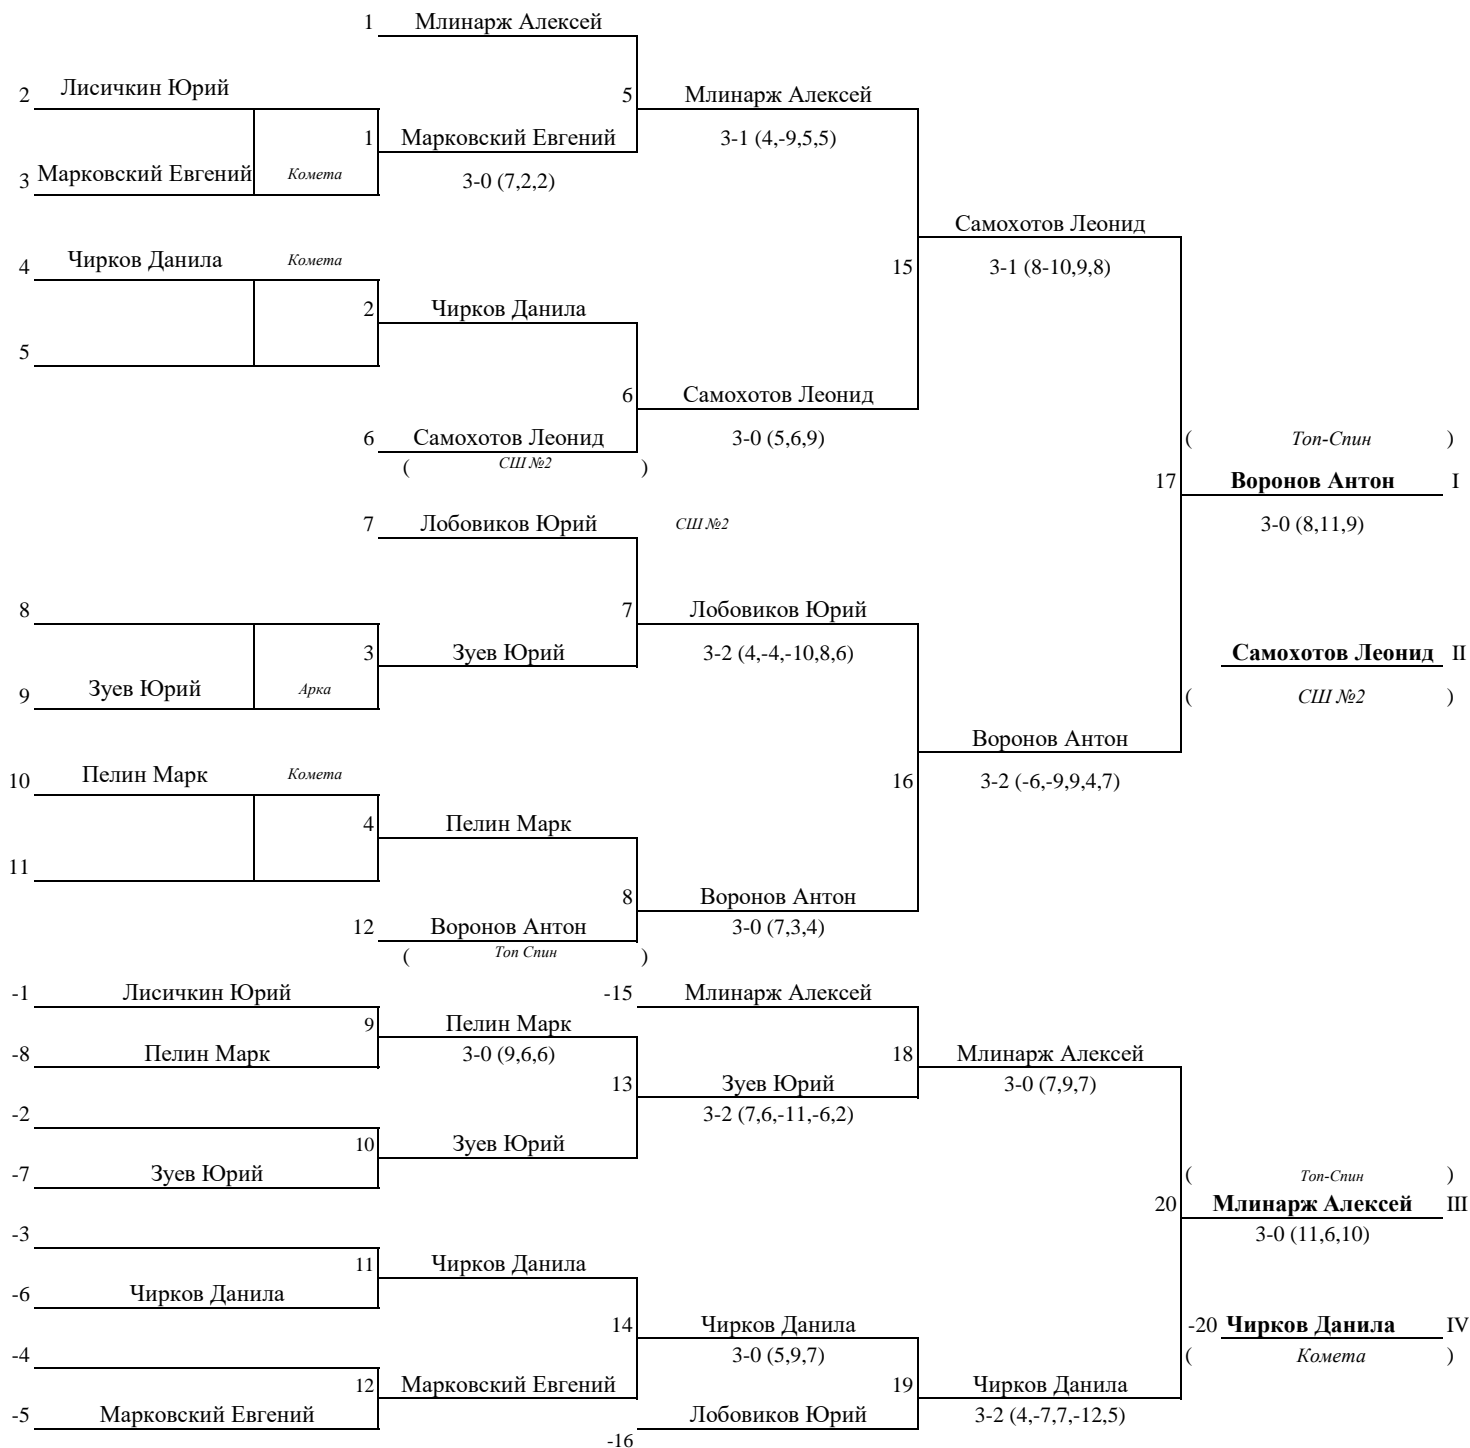 1 Млинарж Алексей
2 Лисичкин Юрий
5 Млинарж Алексей
1 Марковский Евгений
3-1 (4,-9,5,5)
3 Марковский Евгений Комета
3-0 (7,2,2)
Самохотов Леонид
4 Чирков Данила Комета
15
3-1 (8-10,9,8)
2 Чирков Данила
5
6 Самохотов Леонид
6 Самохотов Леонид
3-0 (5,6,9)
( Топ-Спин )
( СШ №2 )
17 Воронов Антон I
7 Лобовиков Юрий СШ №2
3-0 (8,11,9)
8
7 Лобовиков Юрий
3 Зуев Юрий
3-2 (4,-4,-10,8,6)
Самохотов Леонид II
9 Зуев Юрий Арка
( СШ №2 )
Воронов Антон
10 Пелин Марк Комета
16
3-2 (-6,-9,9,4,7)
4 Пелин Марк
11
8 Воронов Антон
12 Воронов Антон
3-0 (7,3,4)
( Топ Спин )
-1 Лисичкин Юрий
-15 Млинарж Алексей
9 Пелин Марк
-8 Пелин Марк
3-0 (9,6,6)
18 Млинарж Алексей
13 Зуев Юрий
3-0 (7,9,7)
-2
3-2 (7,6,-11,-6,2)
10 Зуев Юрий
-7 Зуев Юрий
( Топ-Спин )
20 Млинарж Алексей III
-3
3-0 (11,6,10)
11 Чирков Данила
-6 Чирков Данила
14 Чирков Данила
-20 Чирков Данила IV
-4
3-0 (5,9,7)
( Комета )
12 Марковский Евгений
19 Чирков Данила
-5 Марковский Евгений
Лобовиков Юрий
3-2 (4,-7,7,-12,5)
-16